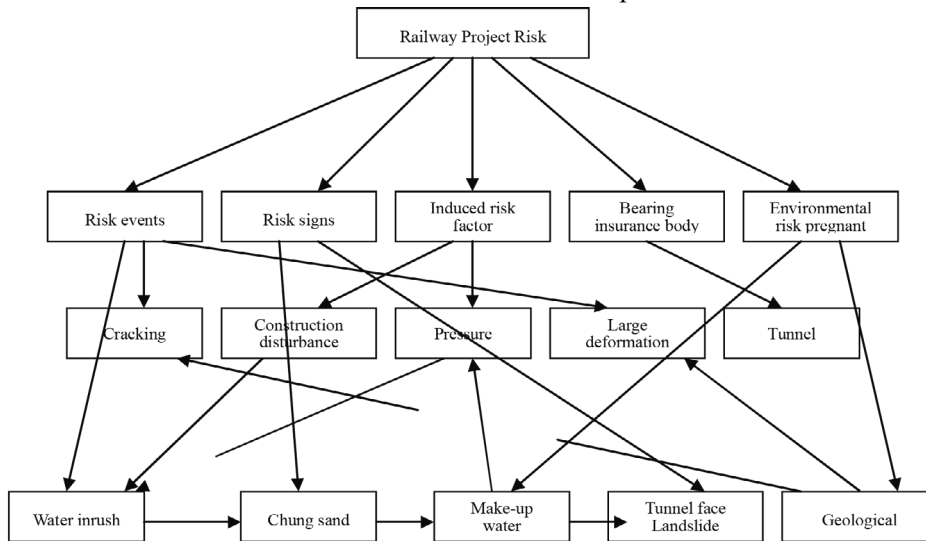 Railway Project Risk
Risk events
Risk signs
Induced risk
factor
Bearing
insurance body
Environmental
risk pregnant
Cracking
Construction
disturbance
Pressure
Large
deformation
Tunnel
Water inrush
Chung sand
Make-up
water
Tunnel face
Landslide
Geological